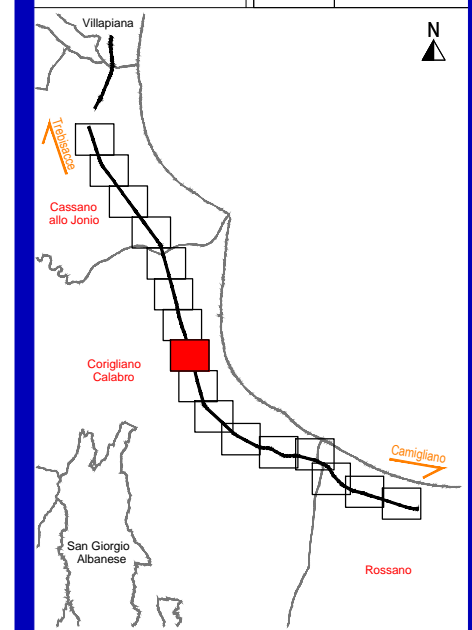 Villapiana
N
Trebisacce
Cassano
allo Jonio
Corigliano
Calabro
Camigliano
San Giorgio
Albanese
Rossano